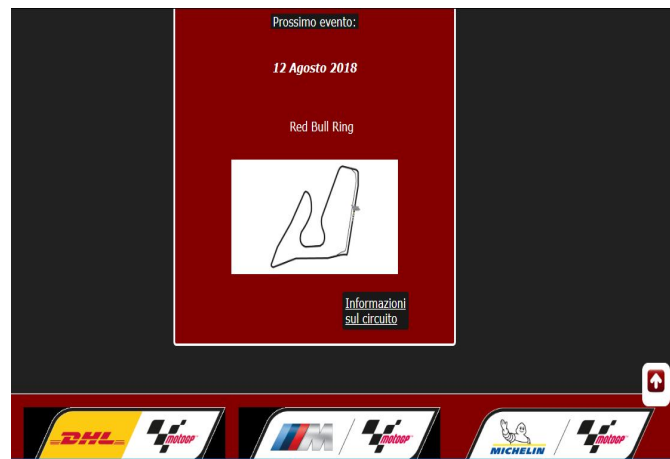 Prossimo evento:
12 Agosto 2018
Red Bull Ring
Informazioni
sul circuito
DHL motoGP M motoGP MICHELIN motoGP